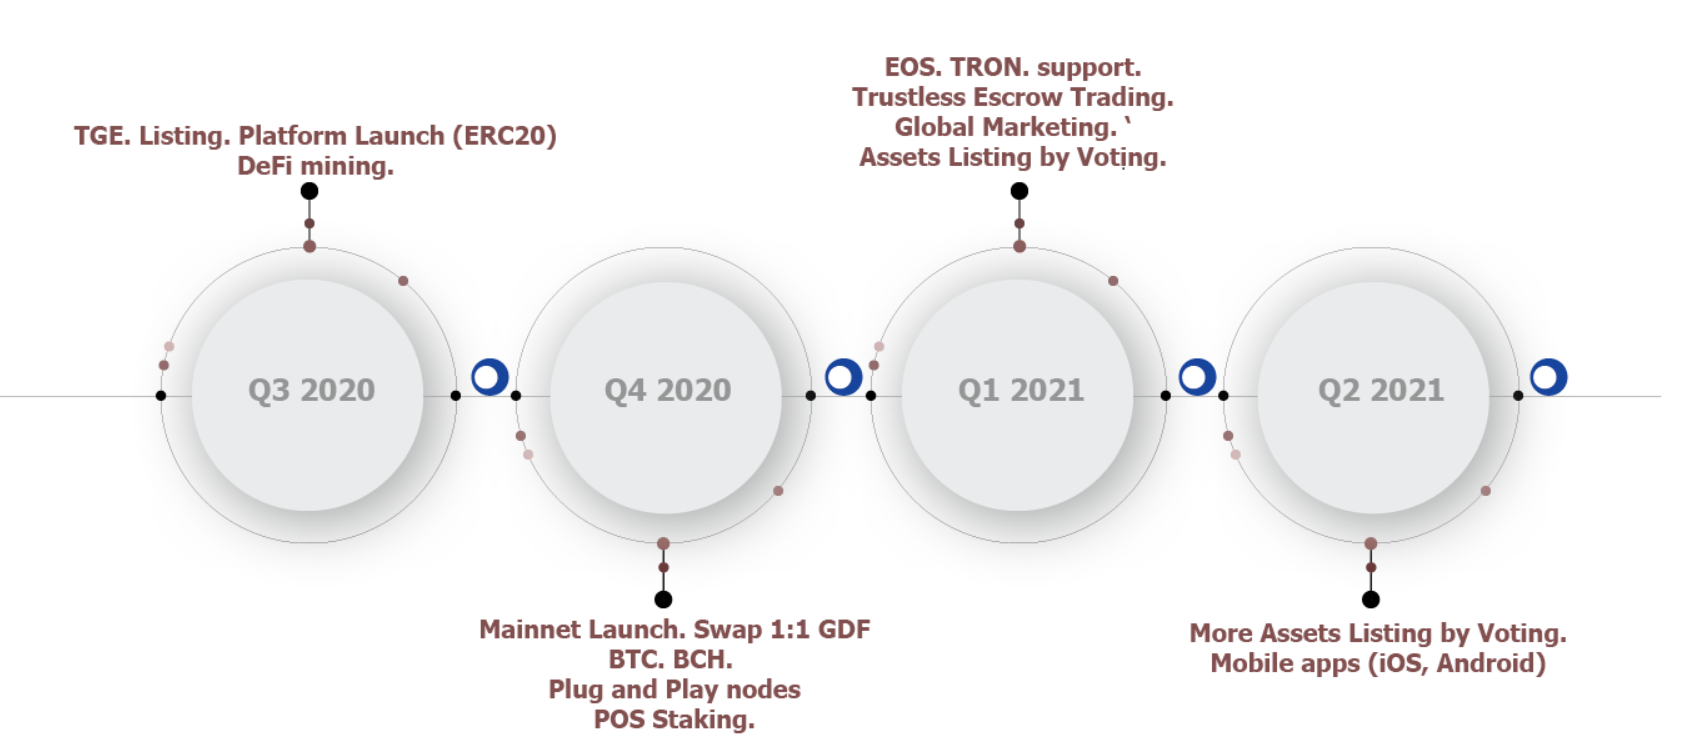 TGE. Listing. Platform Launch (ERC20)
DeFi mining.
Q3 2020
Mainnet Launch. Swap 1:1 GDF
BTC. BCH.
Plug and Play nodes
POS Staking.
Q4 2020
EOS. TRON. support.
Trustless Escrow Trading.
Global Marketing. ‵
Assets Listing by Voting.
Q1 2021
More Assets Listing by Voting.
Mobile apps (iOS, Android)
Q2 2021